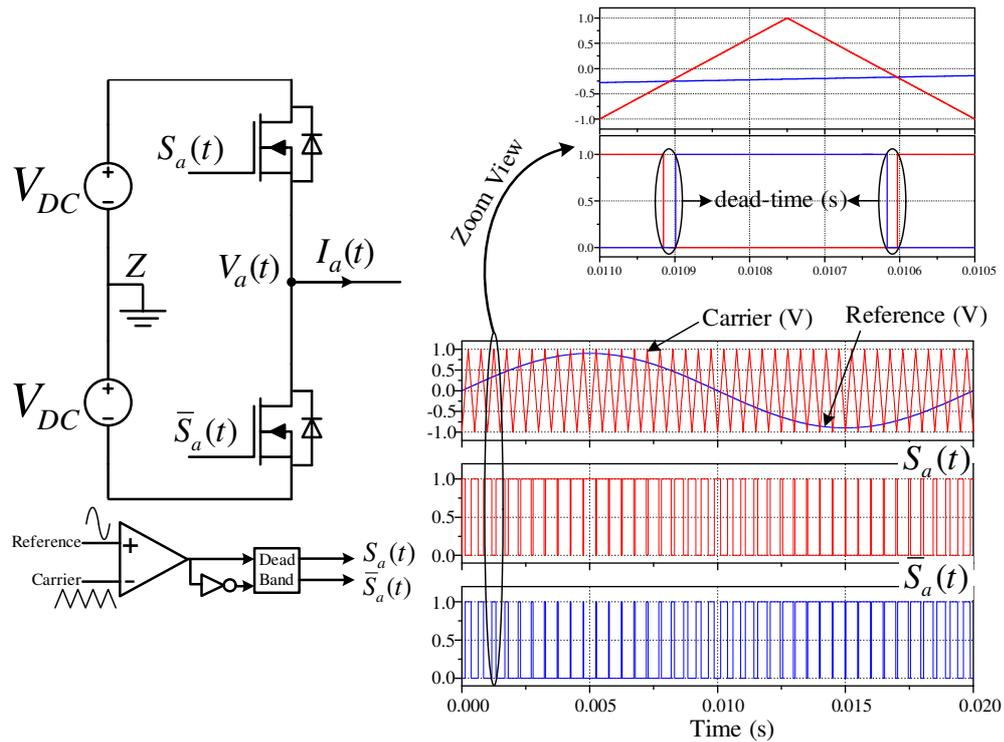 S_a(t)
V_DC
Z
V_a(t)
I_a(t)
V_DC
S̅_a(t)
+
−
+
−
Reference
Carrier
+
−
Dead
Band
S_a(t)
S̅_a(t)
Zoom View
1.0
0.5
0.0
-0.5
-1.0
1.0
0.5
0.0
dead-time (s)
0.0110
0.0109
0.0108
0.0107
0.0106
0.0105
Carrier (V)
Reference (V)
1.0
0.5
0.0
-0.5
-1.0
S_a(t)
1.0
0.5
0.0
S̅_a(t)
1.0
0.5
0.0
0.000
0.005
0.010
0.015
0.020
Time (s)